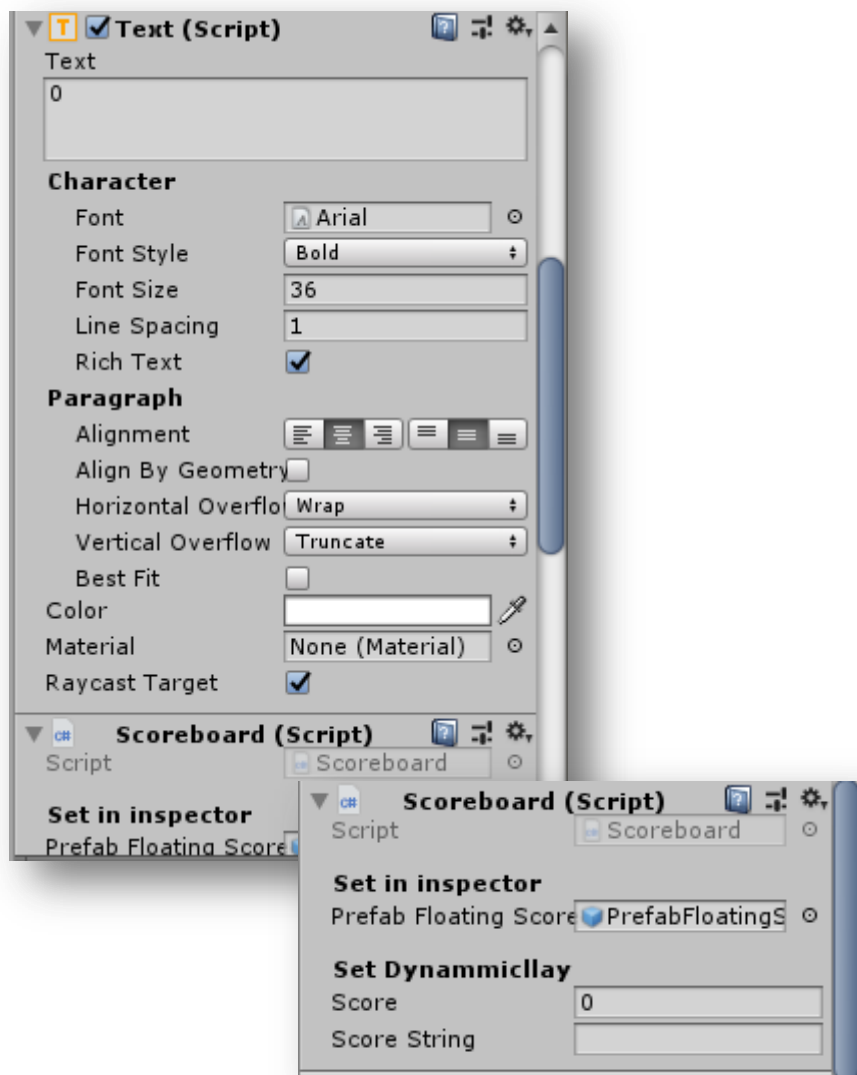 Text (Script)
Text
0
Character
Font Arial
Font Style Bold
Font Size 36
Line Spacing 1
Rich Text
Paragraph
Alignment
Align By Geometry
Horizontal Overflo Wrap
Vertical Overflow Truncate
Best Fit
Color
Material None (Material)
Raycast Target
c# Scoreboard (Script)
Script Scoreboard
Set in inspector
Prefab Floating Score
c# Scoreboard (Script)
Script Scoreboard
Set in inspector
Prefab Floating Score PrefabFloatingS
Set Dynammicllay
Score 0
Score String